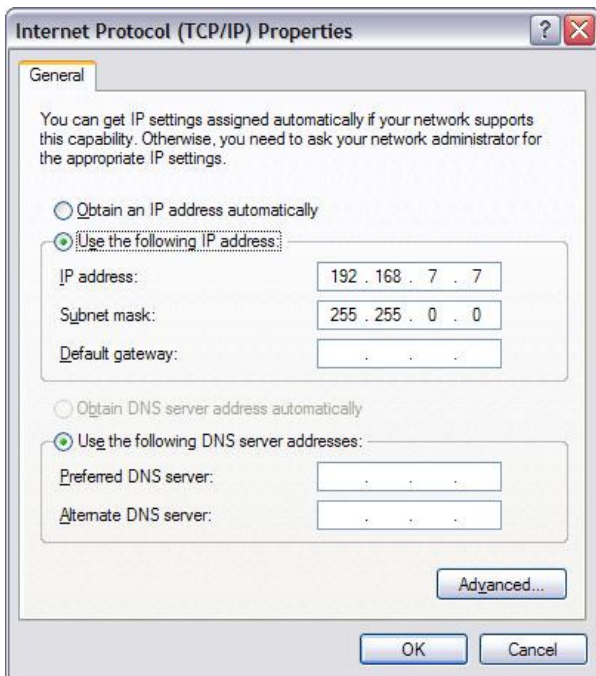 Internet Protocol (TCP/IP) Properties
General
You can get IP settings assigned automatically if your network supports
this capability. Otherwise, you need to ask your network administrator for
the appropriate IP settings.
Obtain an IP address automatically
Use the following IP address:
IP address: 192 . 168 . 7 . 7
Subnet mask: 255 . 255 . 0 . 0
Default gateway: . . .
Obtain DNS server address automatically
Use the following DNS server addresses:
Preferred DNS server: . . .
Alternate DNS server: . . .
Advanced...
OK Cancel